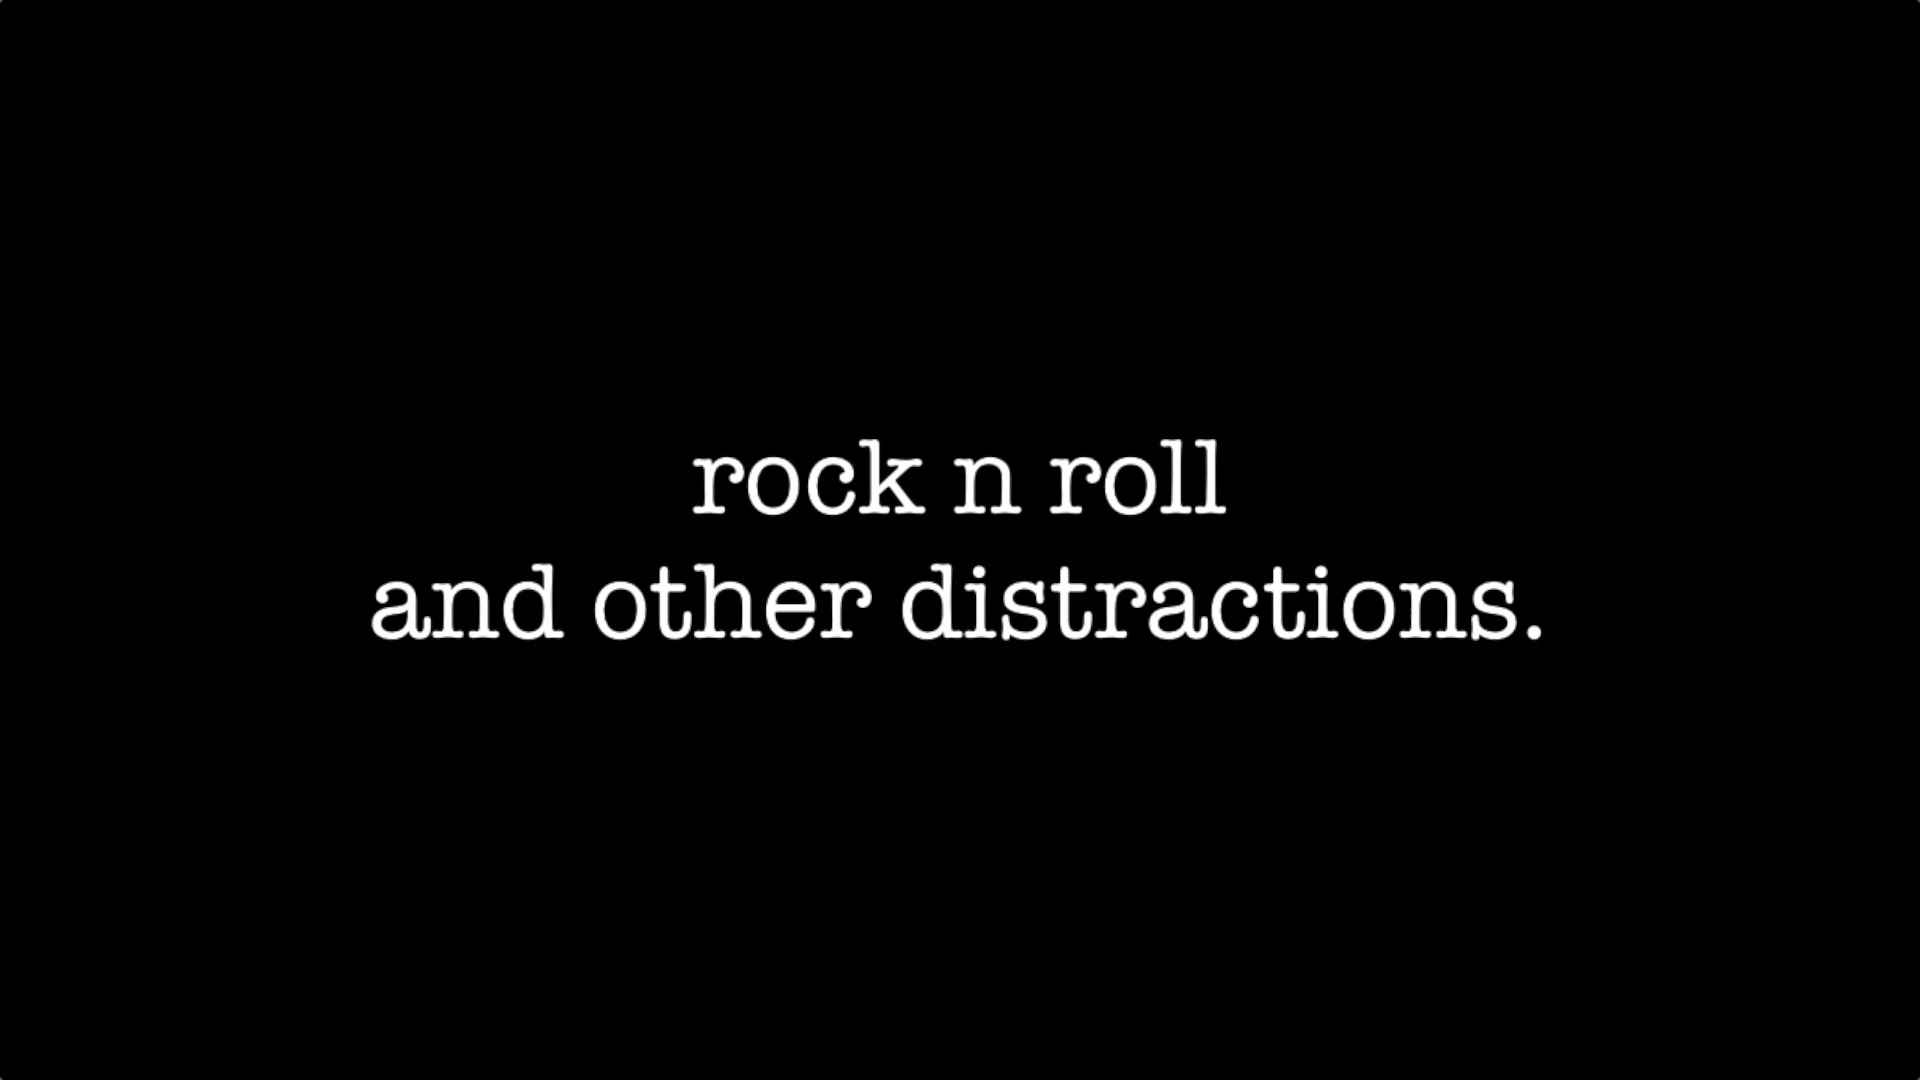 rock n roll
and other distractions.